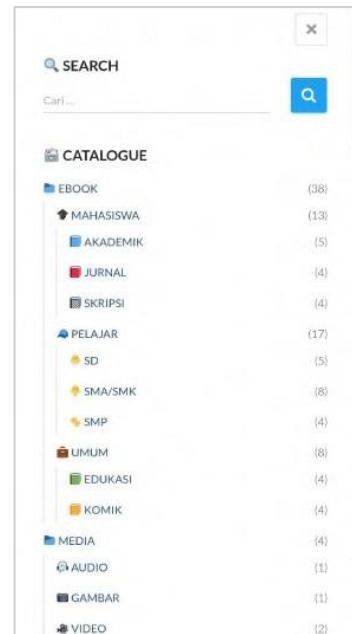 ×
SEARCH
Cari ...
CATALOGUE
EBOOK (38)
MAHASISWA (13)
AKADEMIK (5)
JURNAL (4)
SKRIPSI (4)
PELAJAR (17)
SD (5)
SMA/SMK (8)
SMP (4)
UMUM (8)
EDUKASI (4)
KOMIK (4)
MEDIA (4)
AUDIO (1)
GAMBAR (1)
VIDEO (2)